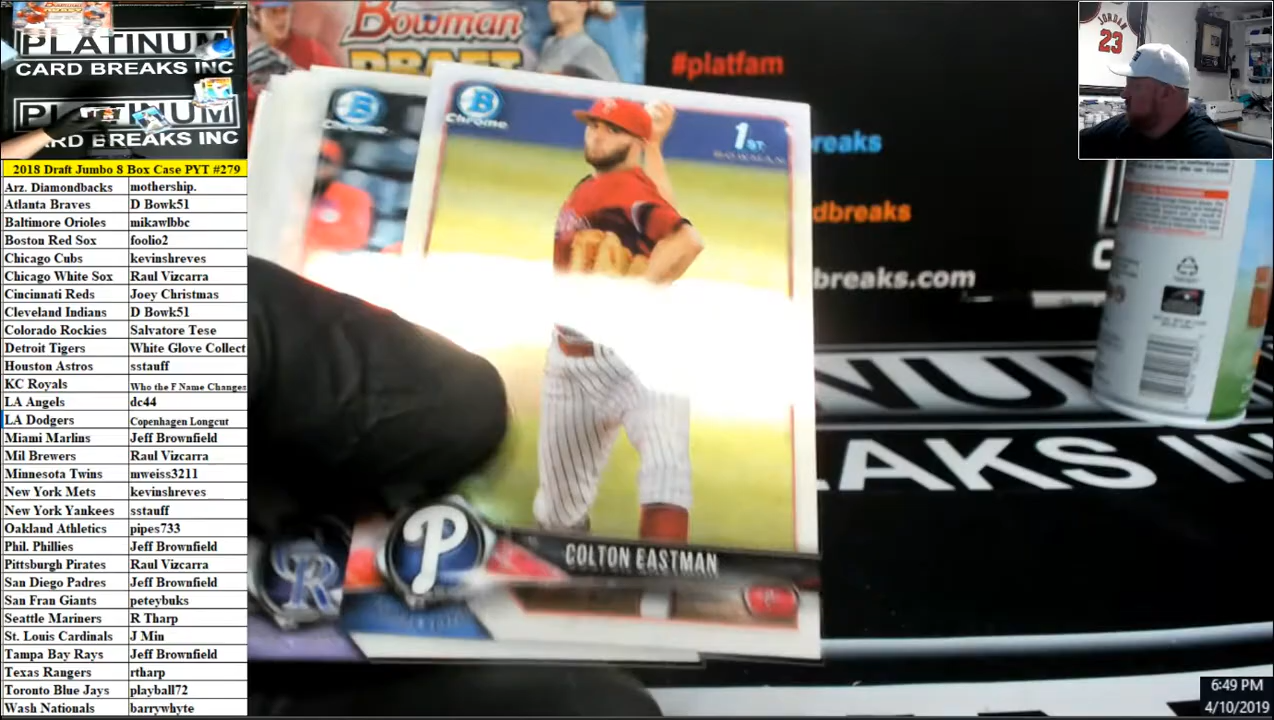 PLATINUM
CARD BREAKS INC
PLATINUM
CARD BREAKS INC
2018 Draft Jumbo 8 Box Case PYT #279
Arz. Diamondbacks mothership.
Atlanta Braves D Bowk51
Baltimore Orioles mikawlbbc
Boston Red Sox foolio2
Chicago Cubs kevinshreves
Chicago White Sox Raul Vizcarra
Cincinnati Reds Joey Christmas
Cleveland Indians D Bowk51
Colorado Rockies Salvatore Tese
Detroit Tigers White Glove Collect
Houston Astros sstauff
KC Royals Who the F Name Changes
LA Angels dc44
LA Dodgers Copenhagen Longcut
Miami Marlins Jeff Brownfield
Mil Brewers Raul Vizcarra
Minnesota Twins mweiss3211
New York Mets kevinshreves
New York Yankees sstauff
Oakland Athletics pipes733
Phil. Phillies Jeff Brownfield
Pittsburgh Pirates Raul Vizcarra
San Diego Padres Jeff Brownfield
San Fran Giants peteybuks
Seattle Mariners R Tharp
St. Louis Cardinals J Min
Tampa Bay Rays Jeff Brownfield
Texas Rangers rtharp
Toronto Blue Jays playball72
Wash Nationals barrywhyte
Bowman
DRAFT
#platfam
breaks
dbreaks
breaks.com
B
Chrome
B
Chrome
1ST
BOWMAN
P
COLTON EASTMAN
P
R
NUM
EAKS IN
JORDAN
23
6:49 PM
4/10/2019